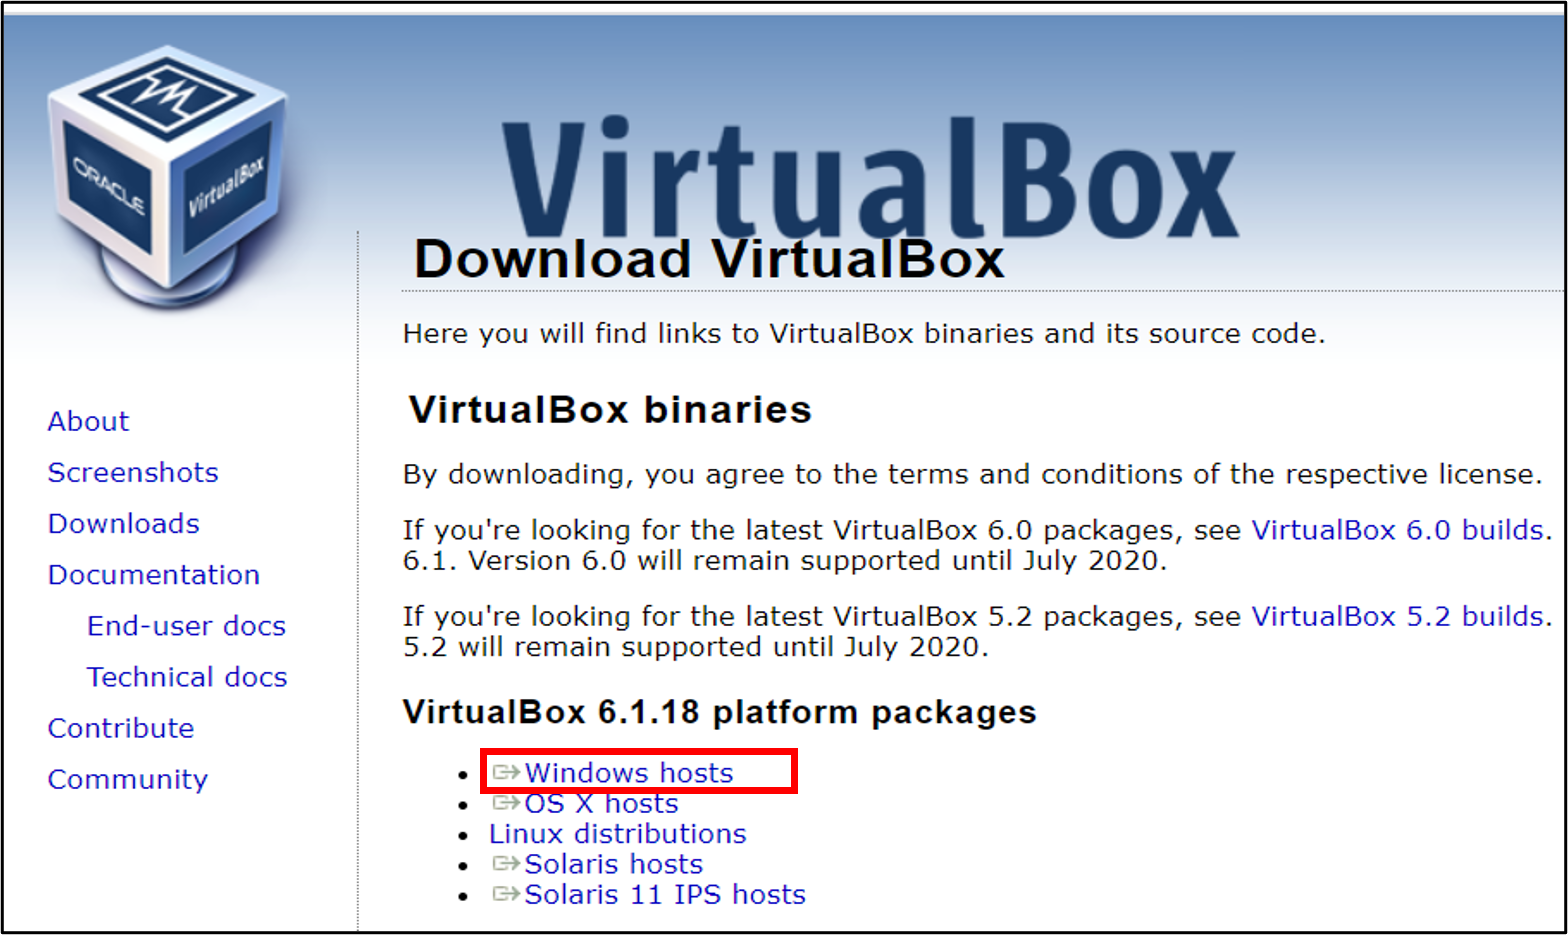 ORACLE
VirtualBox
VirtualBox
Download VirtualBox
Here you will find links to VirtualBox binaries and its source code.
About
Screenshots
Downloads
Documentation
End-user docs
Technical docs
Contribute
Community
VirtualBox binaries
By downloading, you agree to the terms and conditions of the respective license.
If you're looking for the latest VirtualBox 6.0 packages, see VirtualBox 6.0 builds.
6.1. Version 6.0 will remain supported until July 2020.
If you're looking for the latest VirtualBox 5.2 packages, see VirtualBox 5.2 builds.
5.2 will remain supported until July 2020.
VirtualBox 6.1.18 platform packages
Windows hosts
OS X hosts
Linux distributions
Solaris hosts
Solaris 11 IPS hosts